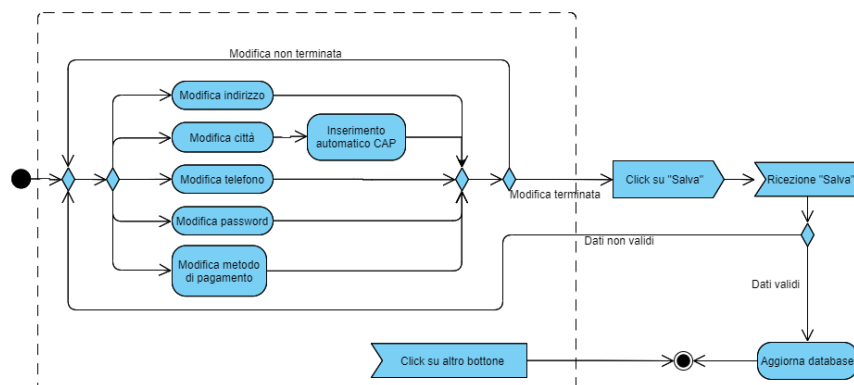 Modifica non terminata
Modifica indirizzo
Modifica città
Inserimento
automatico CAP
Modifica telefono
Click su "Salva"
Ricezione "Salva"
Modifica terminata
Modifica password
Dati non validi
Modifica metodo
di pagamento
Dati validi
Click su altro bottone
Aggiorna database